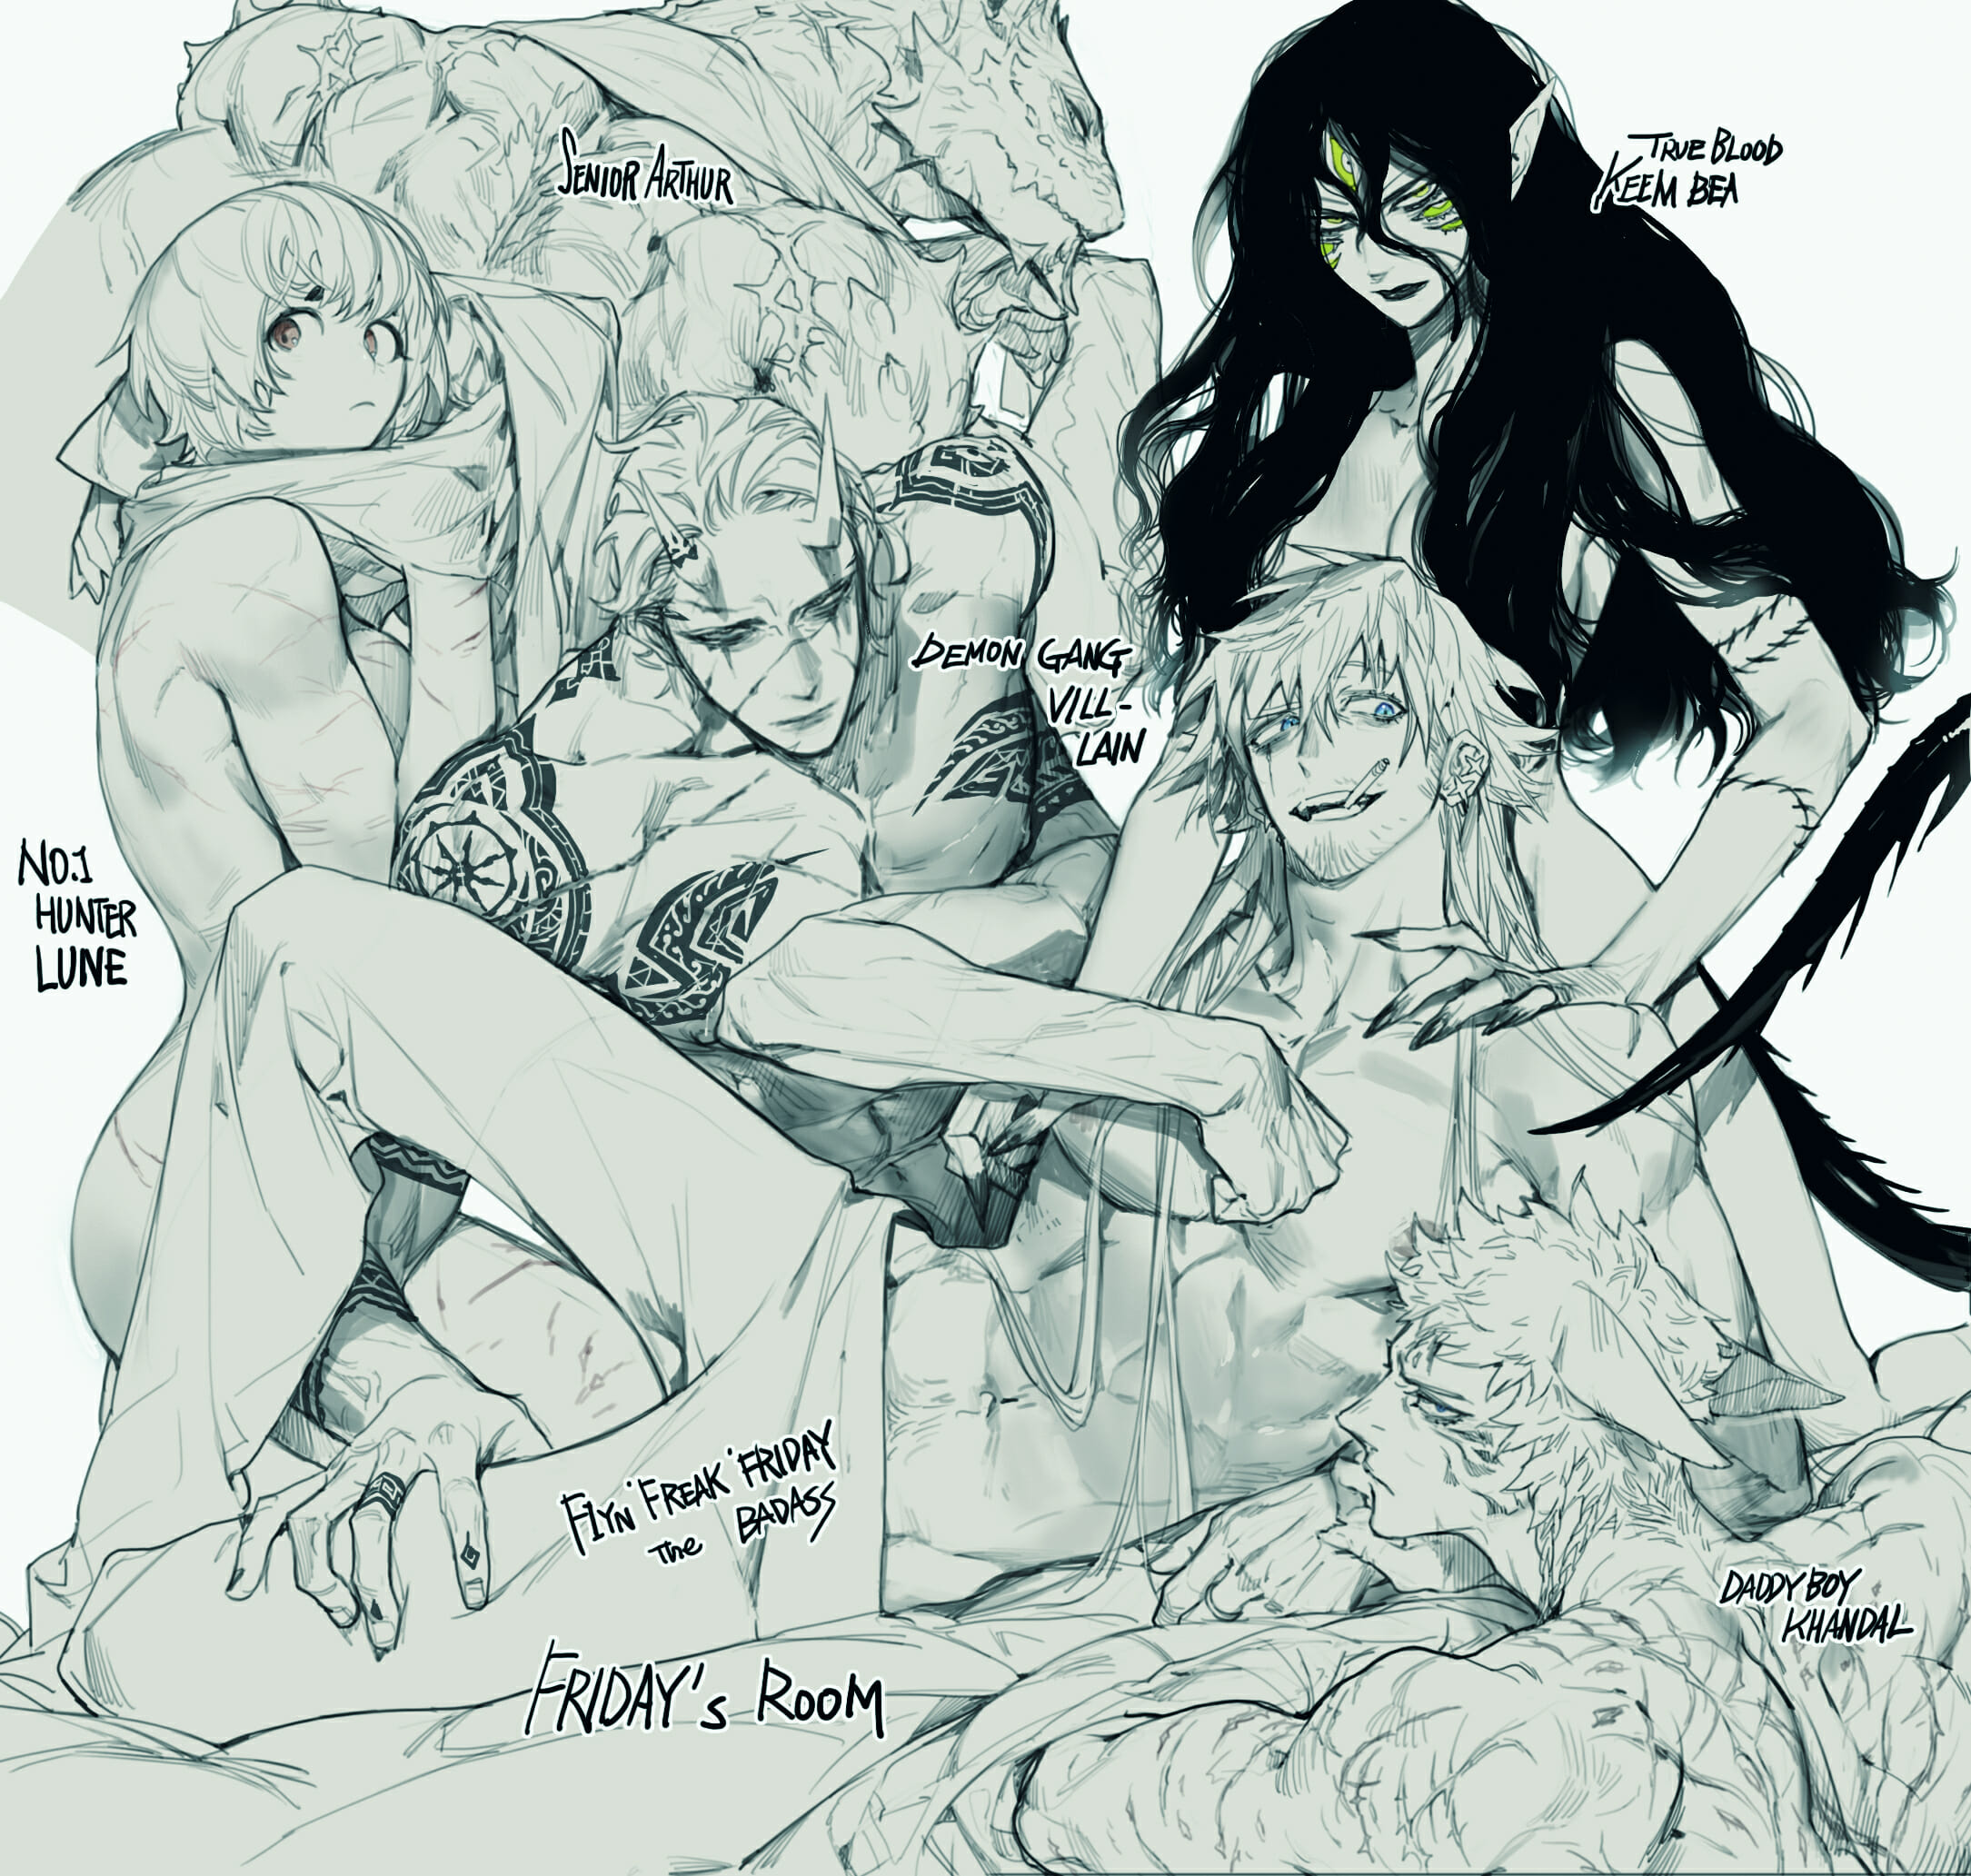 SENIOR ARTHUR
TRUE BLOOD
KEEM BEA
DEMON GANG
VILL-
LAIN
NO.1
HUNTER
LUNE
FLYN 'FREAK' FRIDAY
THE BADASS
DADDY BOY
KHANDAL
FRIDAY's ROOM